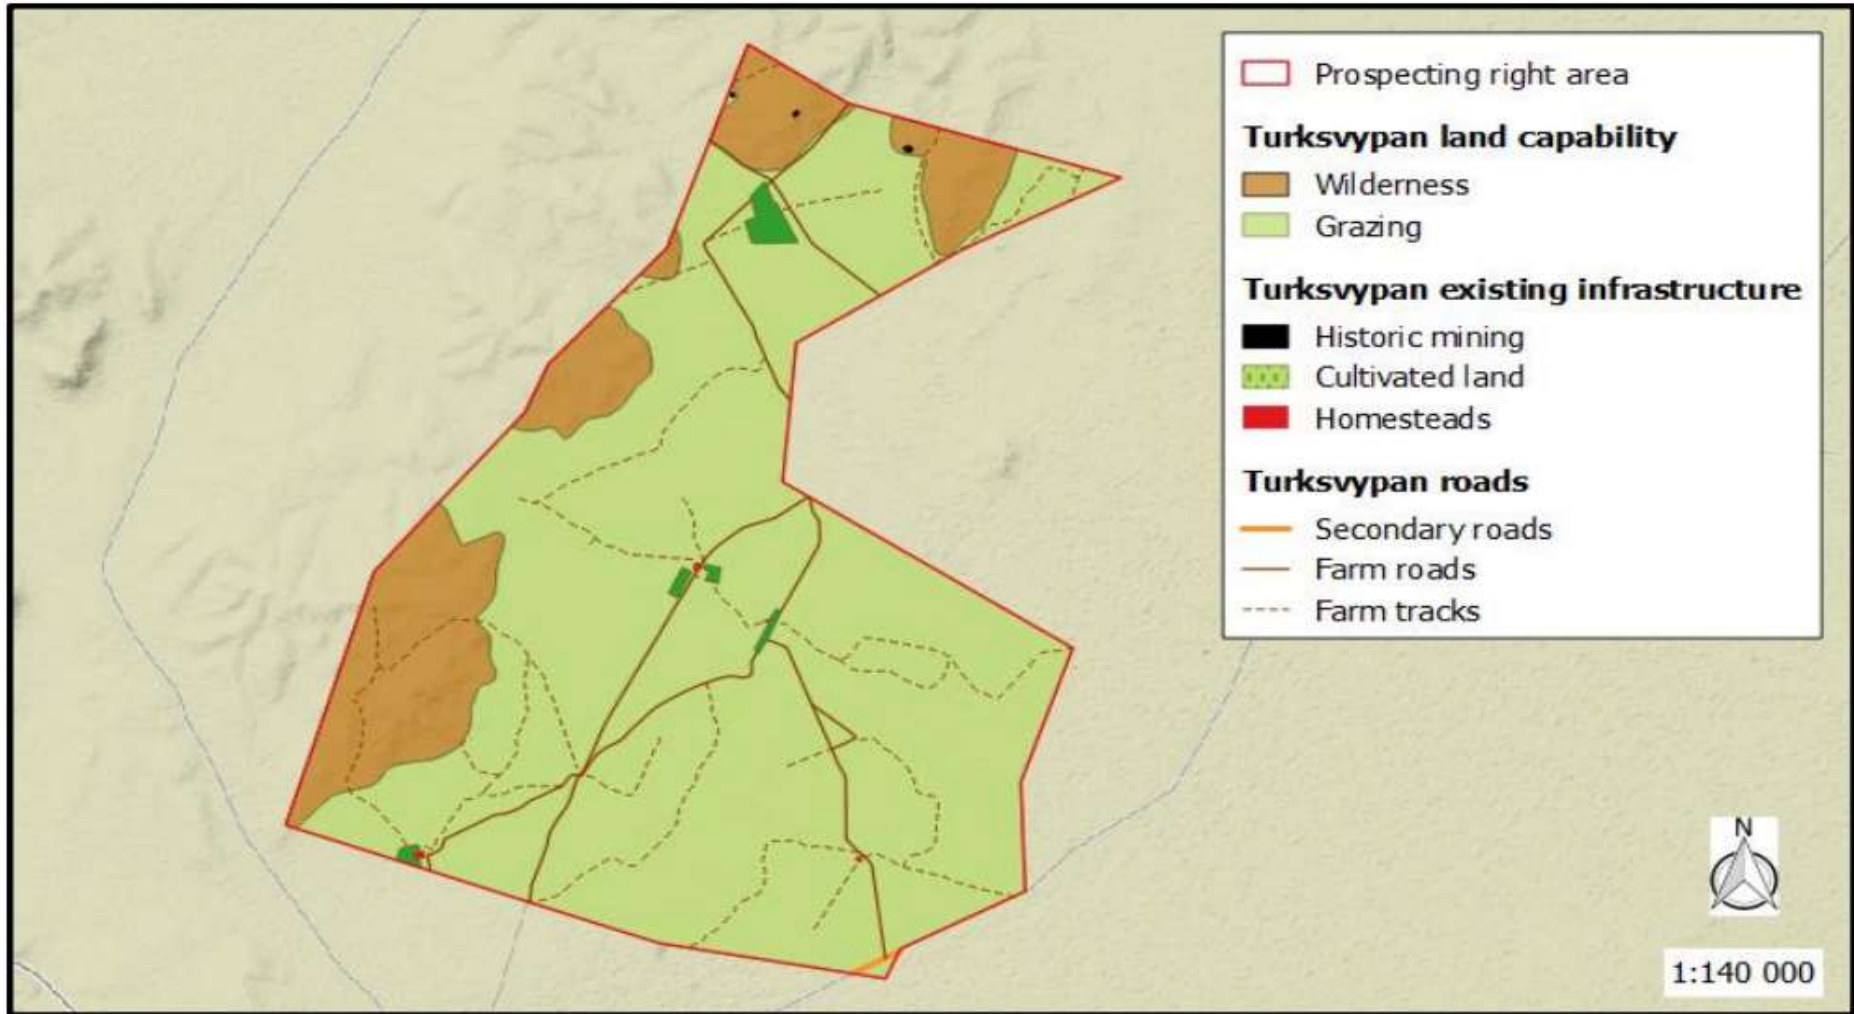 Prospecting right area
Turksvypan land capability
Wilderness
Grazing
Turksvypan existing infrastructure
Historic mining
Cultivated land
Homesteads
Turksvypan roads
Secondary roads
Farm roads
Farm tracks
N
1:140 000